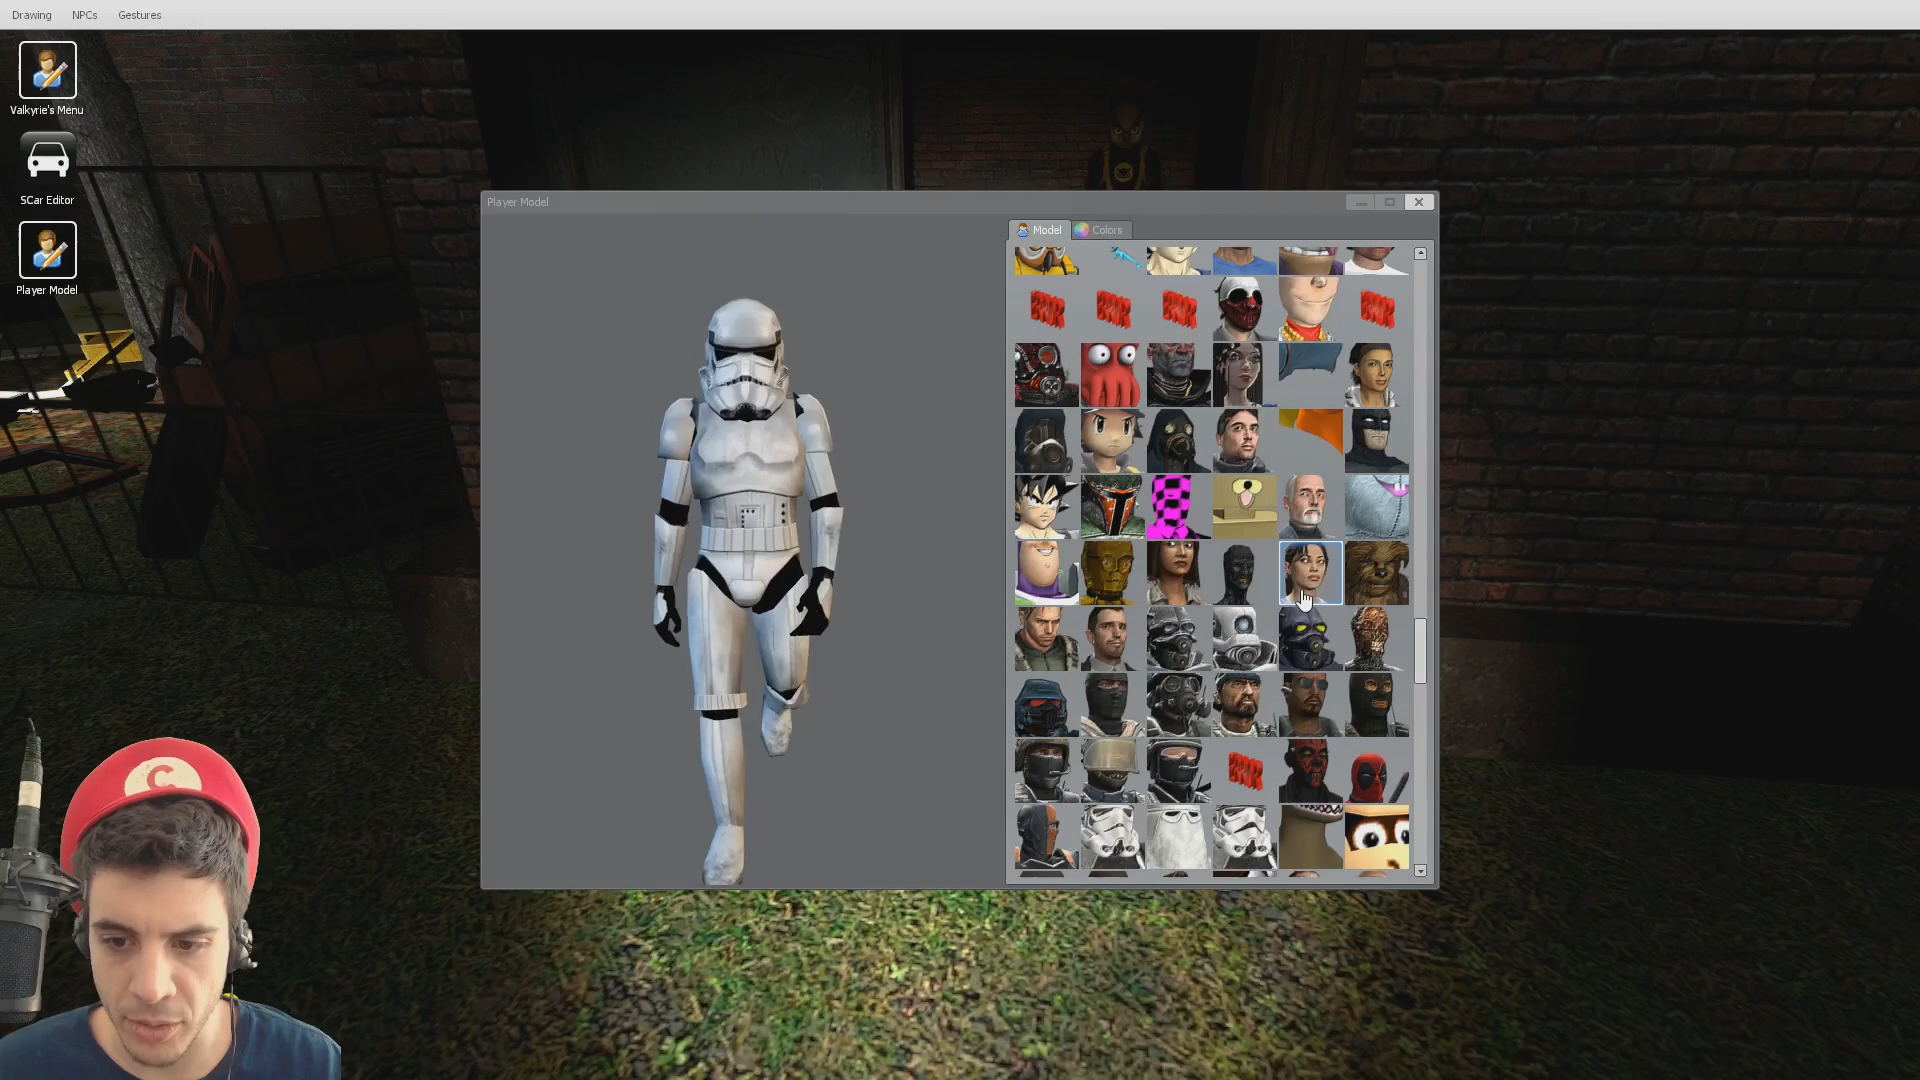 Drawing NPCs Gestures
Valkyrie's Menu
SCar Editor
Player Model
Player Model
Model Colors
C